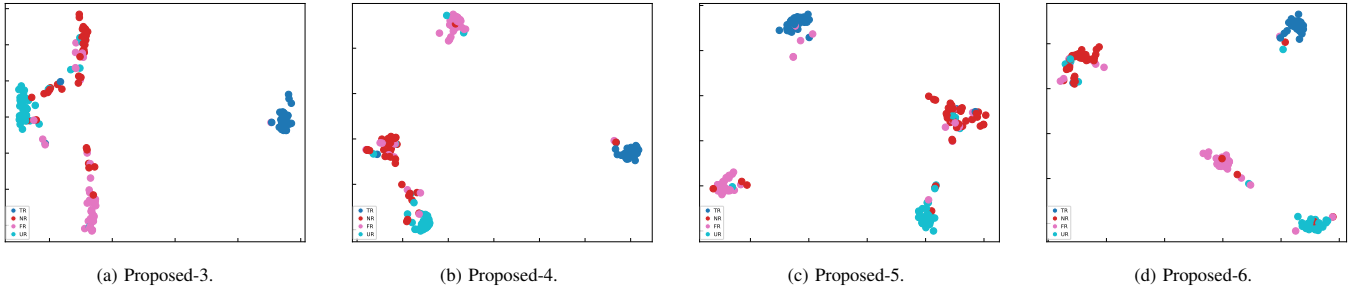 TR
NR
FR
UR
TR
NR
FR
UR
TR
NR
FR
UR
TR
NR
FR
UR
(a) Proposed-3.
(b) Proposed-4.
(c) Proposed-5.
(d) Proposed-6.